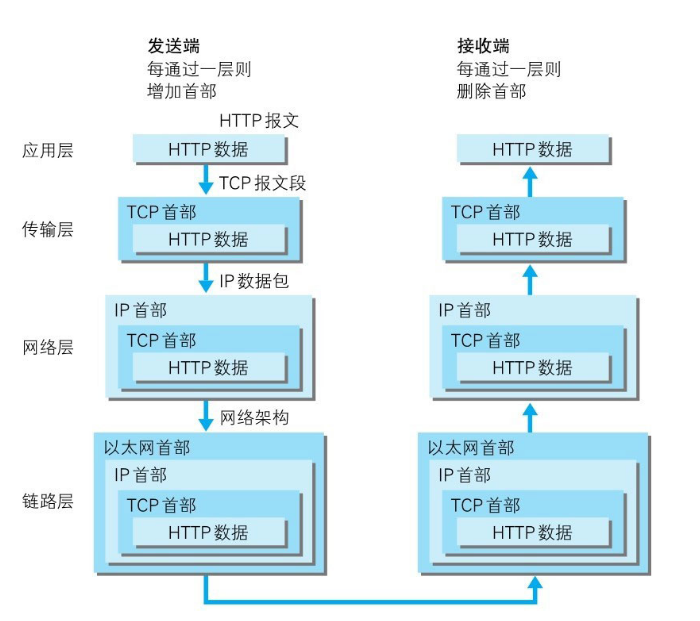 发送端
每通过一层则
增加首部
接收端
每通过一层则
删除首部
HTTP 报文
应用层
HTTP 数据
HTTP 数据
TCP 报文段
传输层
TCP 首部
HTTP 数据
TCP 首部
HTTP 数据
IP 数据包
网络层
IP 首部
TCP 首部
HTTP 数据
IP 首部
TCP 首部
HTTP 数据
网络架构
链路层
以太网首部
IP 首部
TCP 首部
HTTP 数据
以太网首部
IP 首部
TCP 首部
HTTP 数据